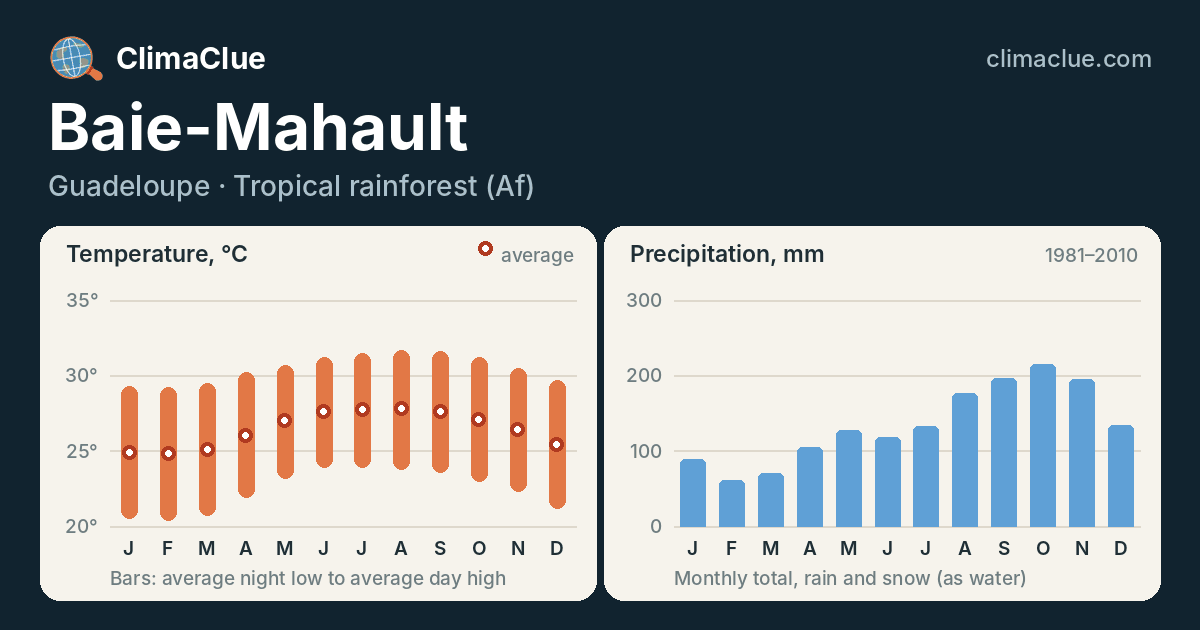 ClimaClue
climaclue.com
Baie-Mahault
Guadeloupe · Tropical rainforest (Af)
Temperature, °C
average
35°
30°
25°
20°
J F M A M J J A S O N D
Bars: average night low to average day high
Precipitation, mm
1981–2010
300
200
100
0
J F M A M J J A S O N D
Monthly total, rain and snow (as water)